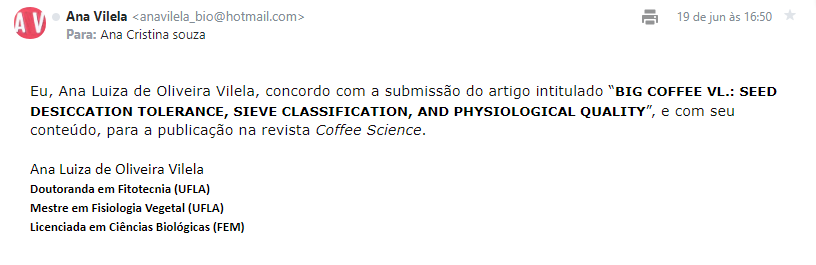 AV Ana Vilela <anavilela_bio@hotmail.com> 19 de jun às 16:50
Para: Ana Cristina souza
Eu, Ana Luiza de Oliveira Vilela, concordo com a submissão do artigo intitulado “BIG COFFEE VL.: SEED
DESICCATION TOLERANCE, SIEVE CLASSIFICATION, AND PHYSIOLOGICAL QUALITY”, e com seu
conteúdo, para a publicação na revista Coffee Science.
Ana Luiza de Oliveira Vilela
Doutoranda em Fitotecnia (UFLA)
Mestre em Fisiologia Vegetal (UFLA)
Licenciada em Ciências Biológicas (FEM)